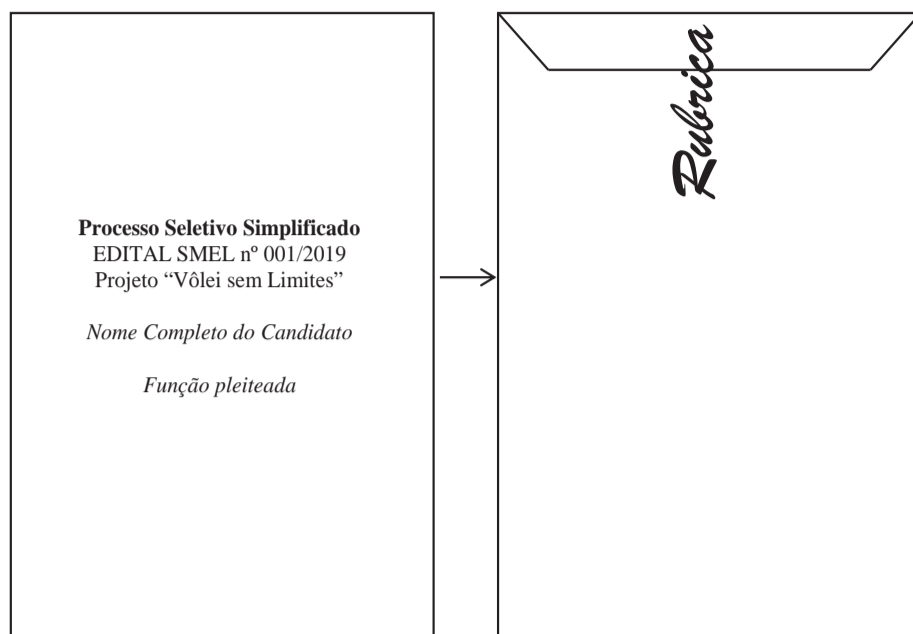 Processo Seletivo Simplificado
EDITAL SMEL nº 001/2019
Projeto “Vôlei sem Limites”
Nome Completo do Candidato
Função pleiteada
Rubrica